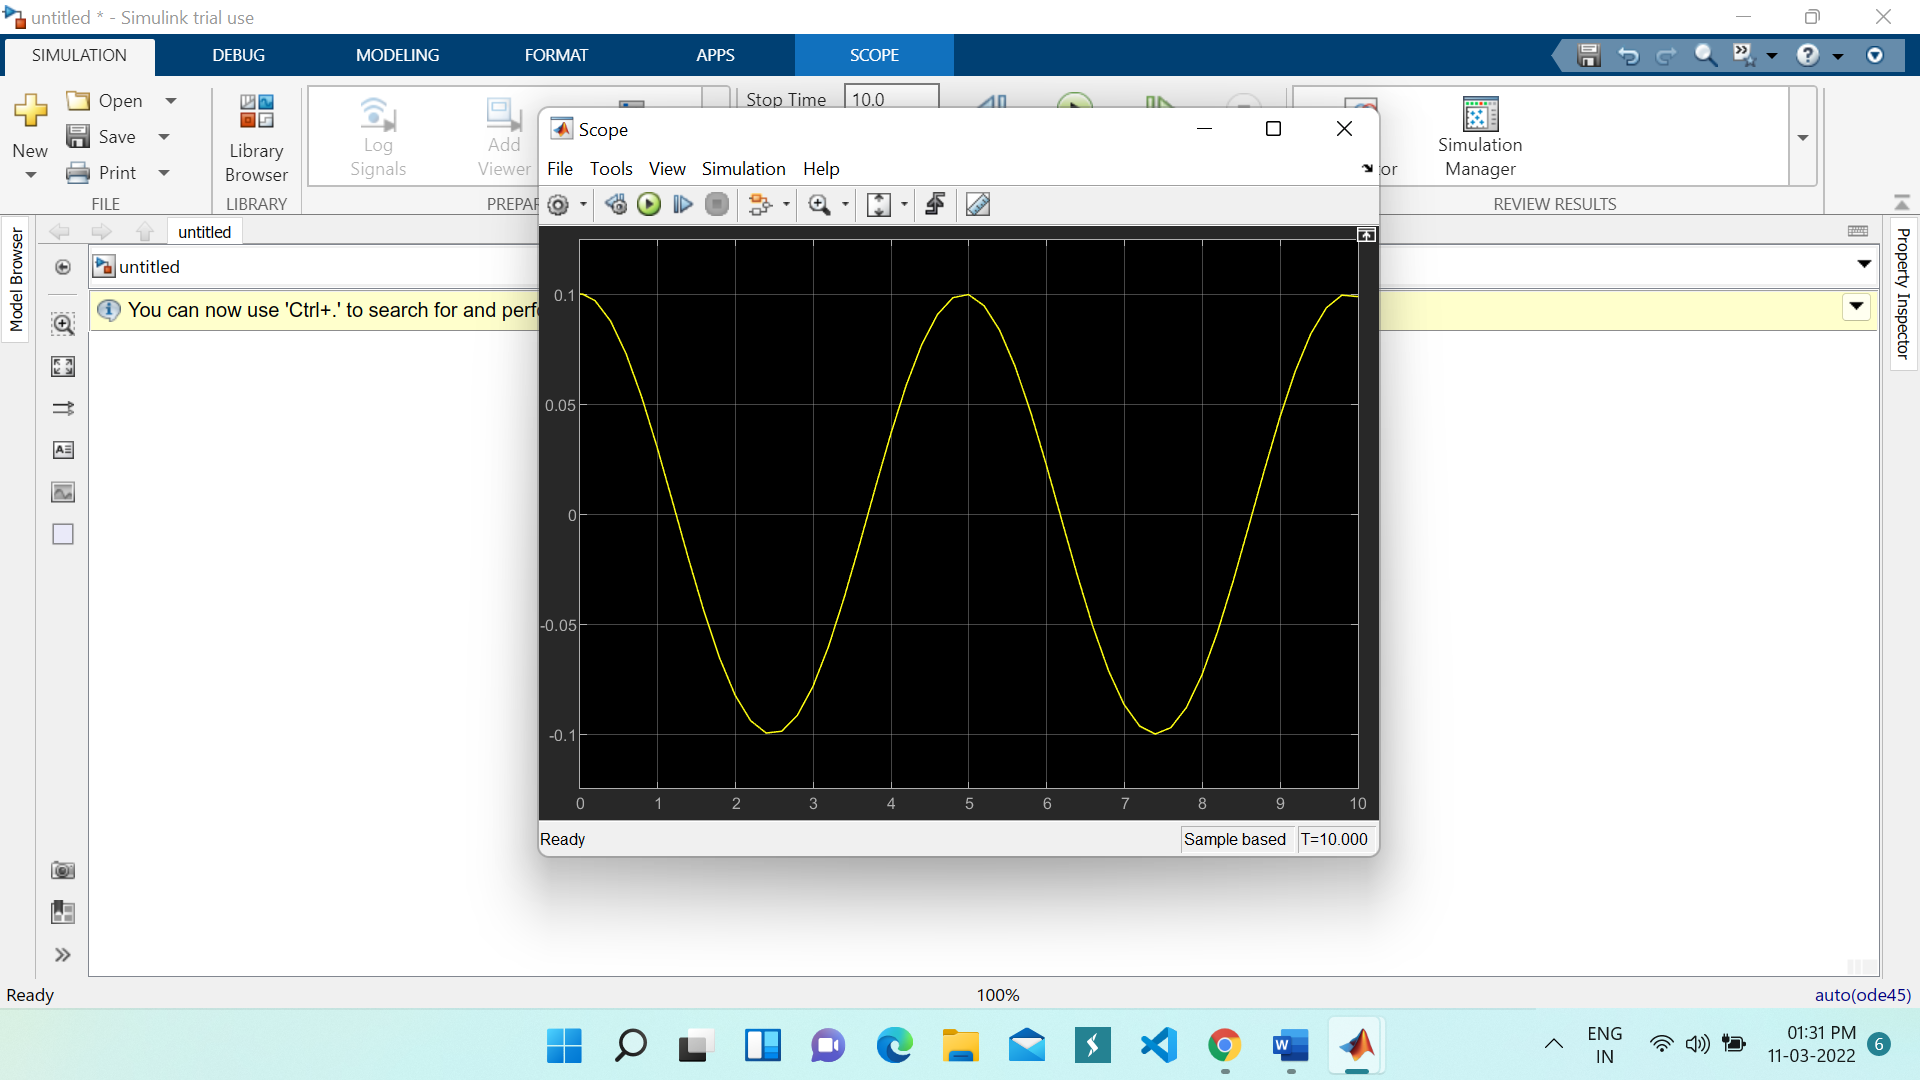 untitled * - Simulink trial use
SIMULATION
DEBUG
MODELING
FORMAT
APPS
SCOPE
New
Open
Save
Print
FILE
Library
Browser
LIBRARY
Log
Signals
Add
Viewer
PREPAR
Stop Time
10.0
or
Simulation
Manager
REVIEW RESULTS
Model Browser
untitled
untitled
You can now use 'Ctrl+.' to search for and perf
Property Inspector
Scope
File
Tools
View
Simulation
Help
0.1
0.05
0
-0.05
-0.1
0
1
2
3
4
5
6
7
8
9
10
Ready
Sample based
T=10.000
Ready
100%
auto(ode45)
ENG
IN
01:31 PM
11-03-2022
6